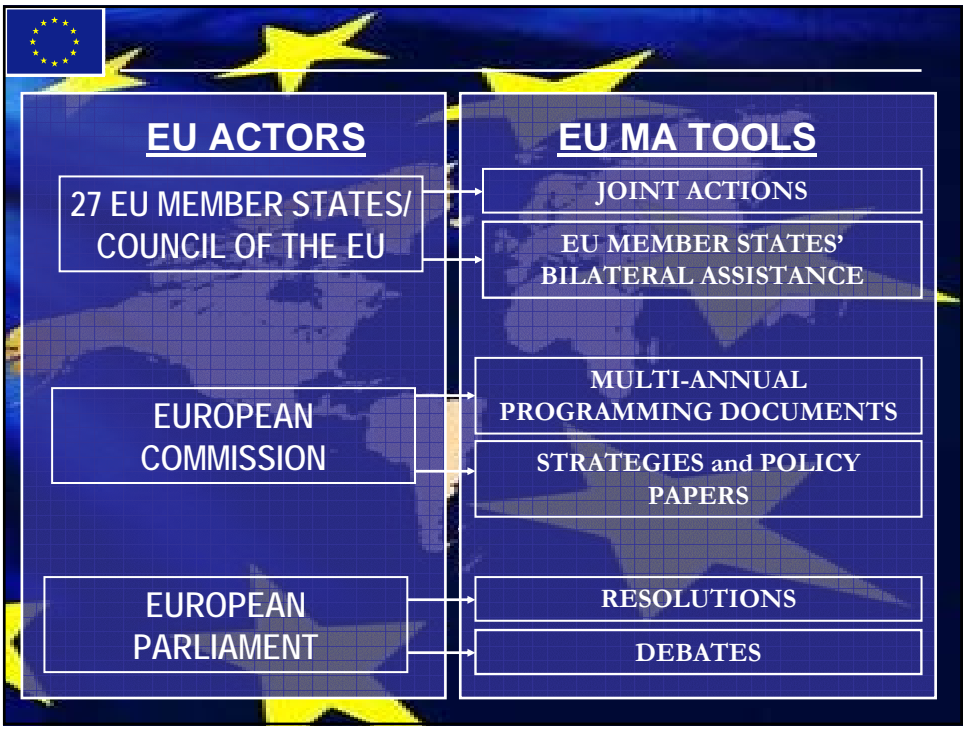 EU ACTORS
27 EU MEMBER STATES/
COUNCIL OF THE EU
EUROPEAN
COMMISSION
EUROPEAN
PARLIAMENT
EU MA TOOLS
JOINT ACTIONS
EU MEMBER STATES’
BILATERAL ASSISTANCE
MULTI-ANNUAL
PROGRAMMING DOCUMENTS
STRATEGIES and POLICY
PAPERS
RESOLUTIONS
DEBATES